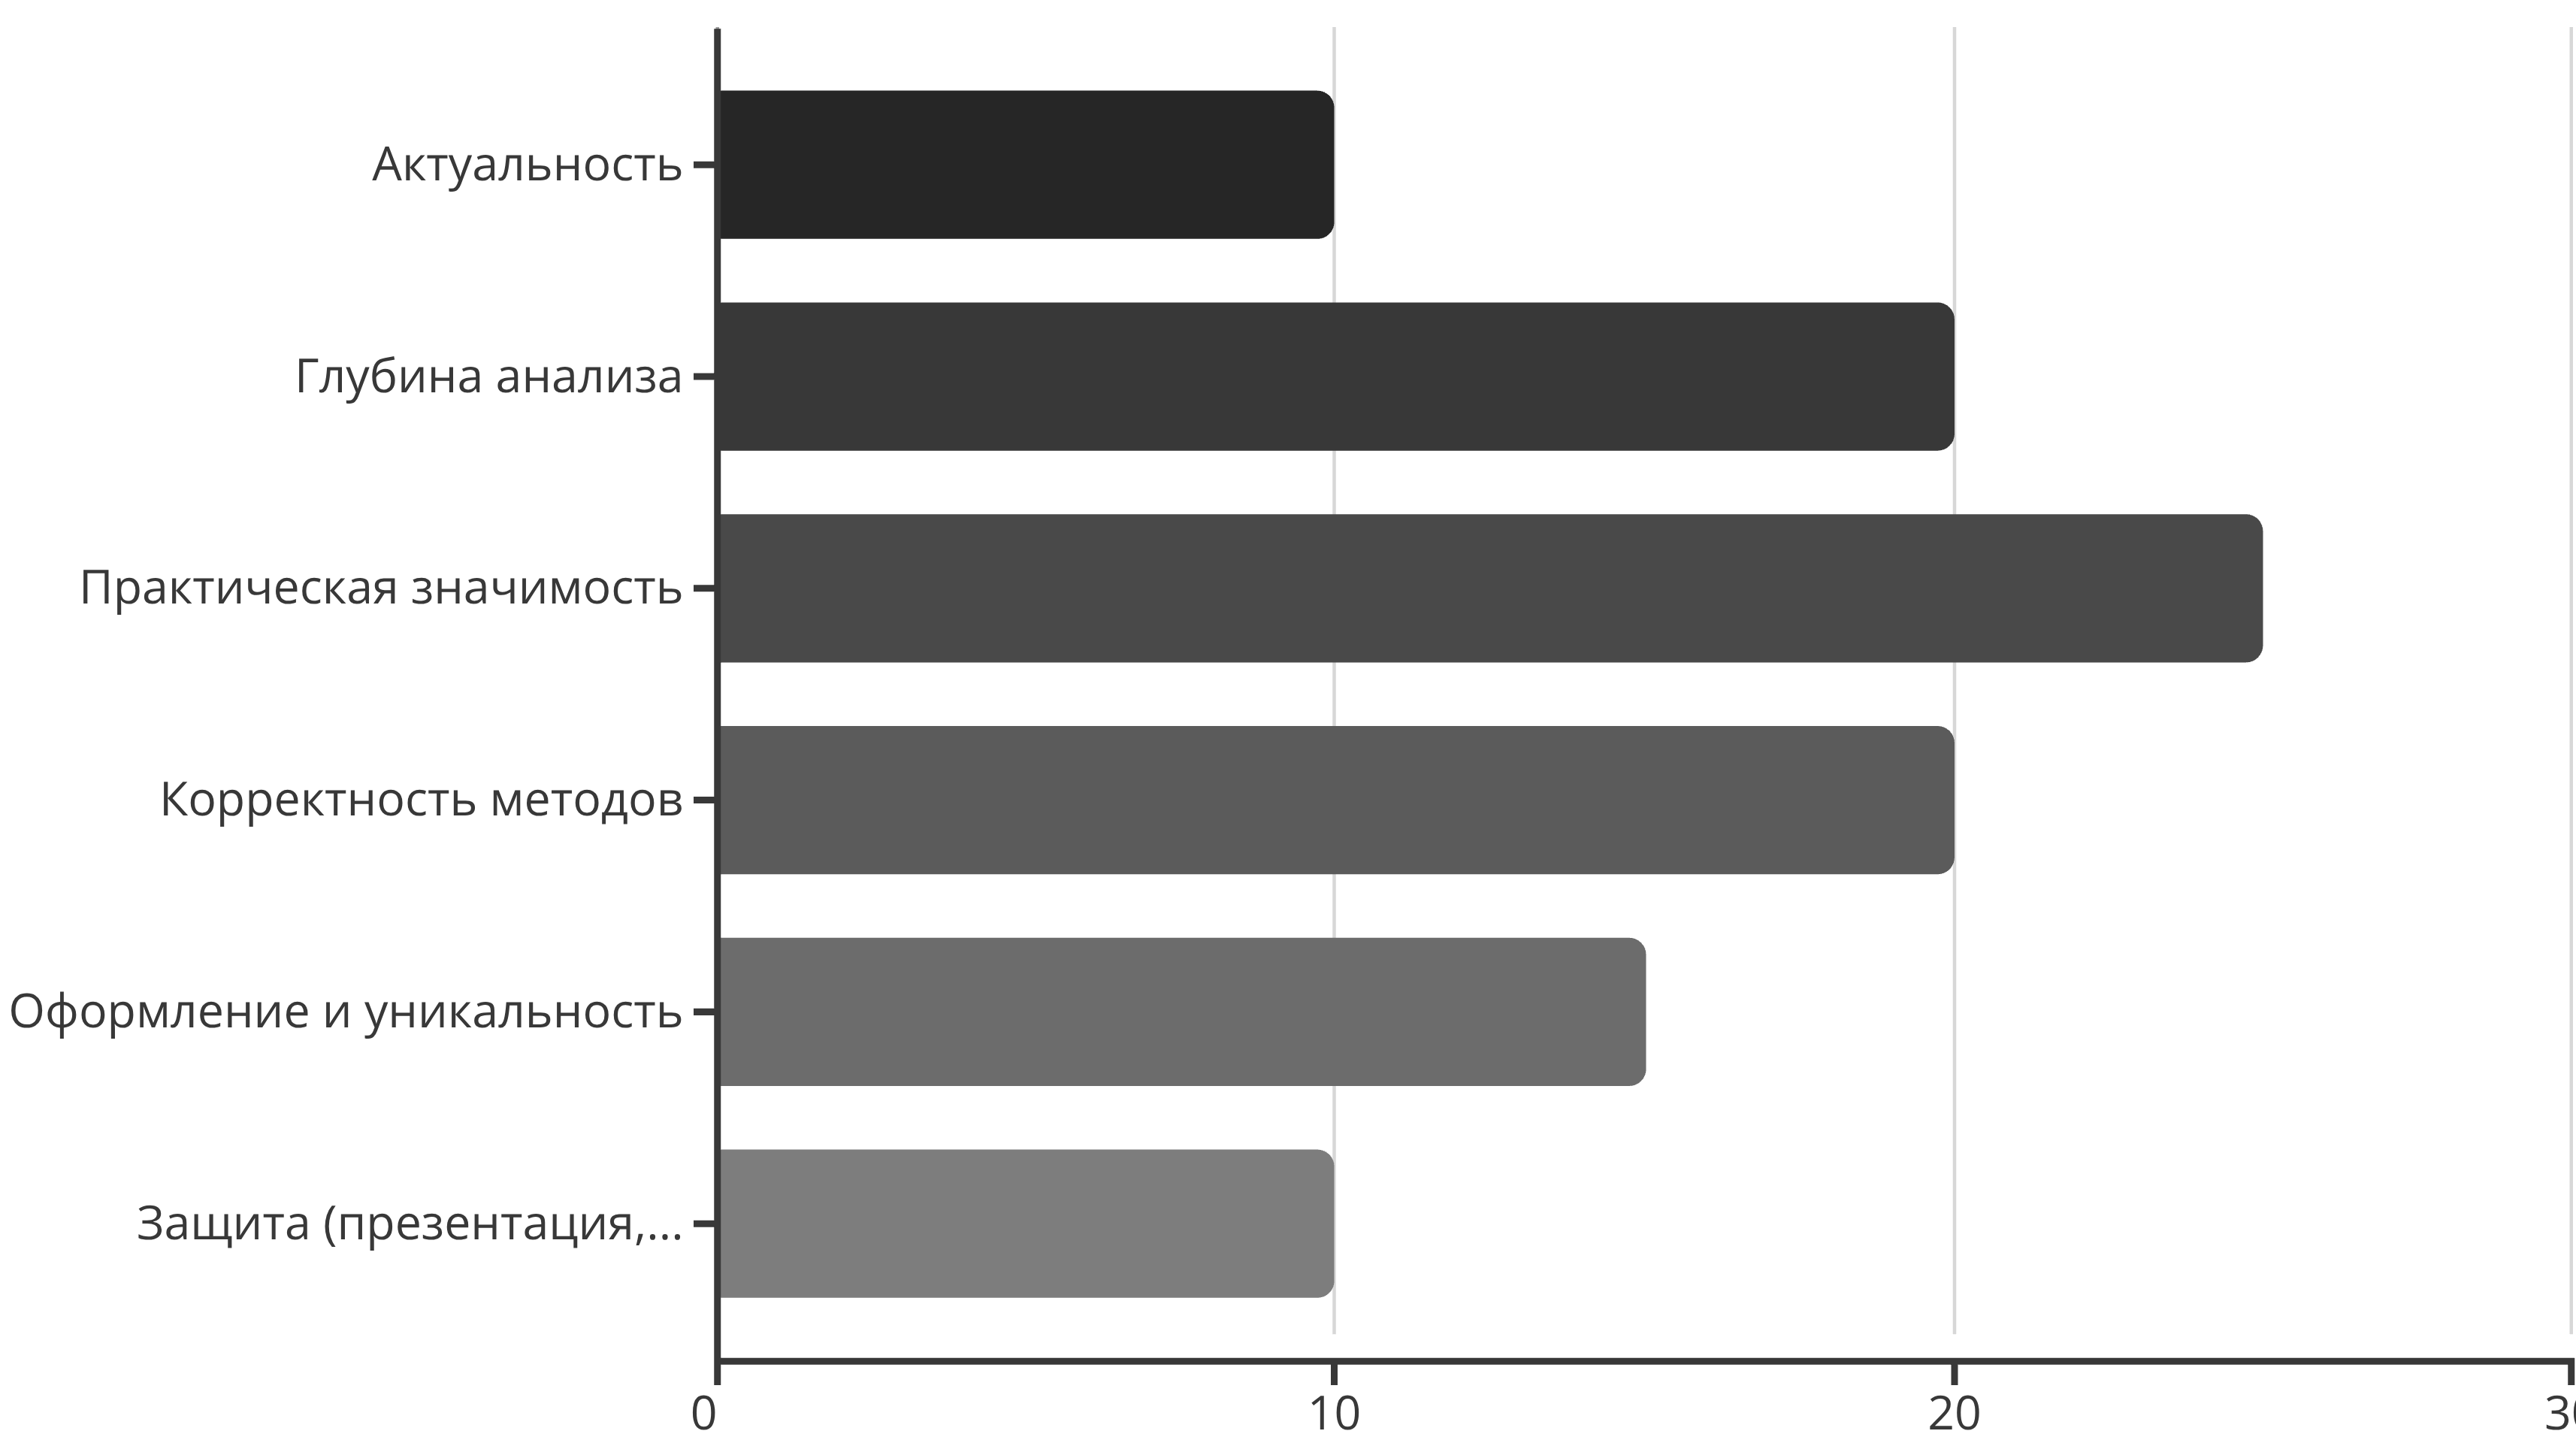 Актуальность
Глубина анализа
Практическая значимость
Корректность методов
Оформление и уникальность
Защита (презентация,...
0 10 20